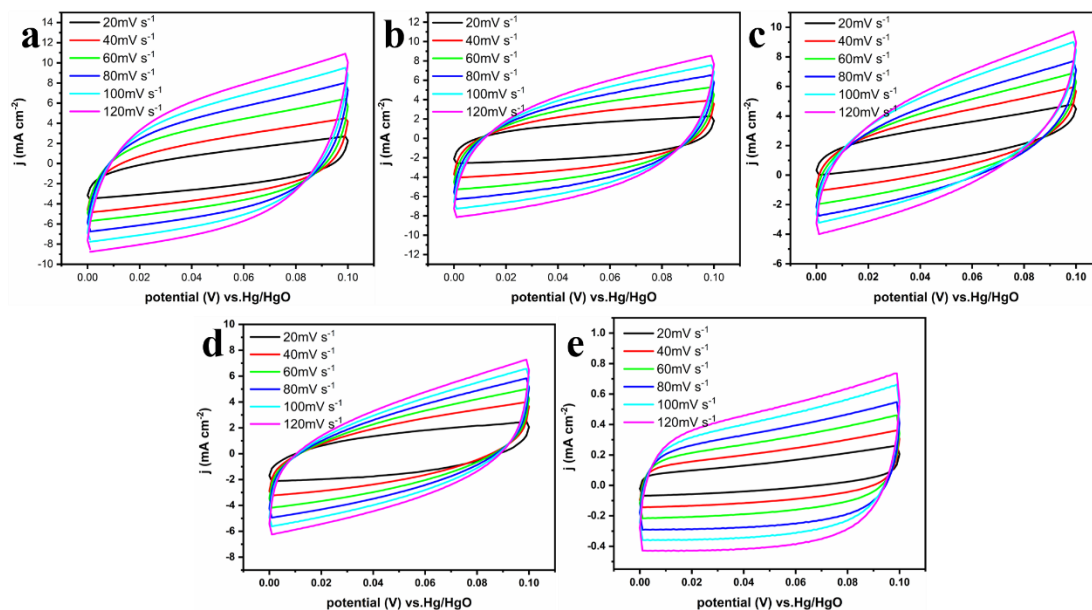 a
20mV s⁻¹
40mV s⁻¹
60mV s⁻¹
80mV s⁻¹
100mV s⁻¹
120mV s⁻¹
j (mA cm⁻²)
14
12
10
8
6
4
2
0
-2
-4
-6
-8
-10
0.00 0.02 0.04 0.06 0.08 0.10
potential (V) vs.Hg/HgO
b
20mV s⁻¹
40mV s⁻¹
60mV s⁻¹
80mV s⁻¹
100mV s⁻¹
120mV s⁻¹
j (mA cm⁻²)
12
10
8
6
4
2
0
-2
-4
-6
-8
-10
-12
0.00 0.02 0.04 0.06 0.08 0.10
potential (V) vs.Hg/HgO
c
20mV s⁻¹
40mV s⁻¹
60mV s⁻¹
80mV s⁻¹
100mV s⁻¹
120mV s⁻¹
j (mA cm⁻²)
10
8
6
4
2
0
-2
-4
-6
0.00 0.02 0.04 0.06 0.08 0.10
potential (V) vs.Hg/HgO
d
20mV s⁻¹
40mV s⁻¹
60mV s⁻¹
80mV s⁻¹
100mV s⁻¹
120mV s⁻¹
j (mA cm⁻²)
10
8
6
4
2
0
-2
-4
-6
-8
0.00 0.02 0.04 0.06 0.08 0.10
potential (V) vs.Hg/HgO
e
20mV s⁻¹
40mV s⁻¹
60mV s⁻¹
80mV s⁻¹
100mV s⁻¹
120mV s⁻¹
j (mA cm⁻²)
1.0
0.8
0.6
0.4
0.2
0.0
-0.2
-0.4
0.00 0.02 0.04 0.06 0.08 0.10
potential (V) vs.Hg/HgO